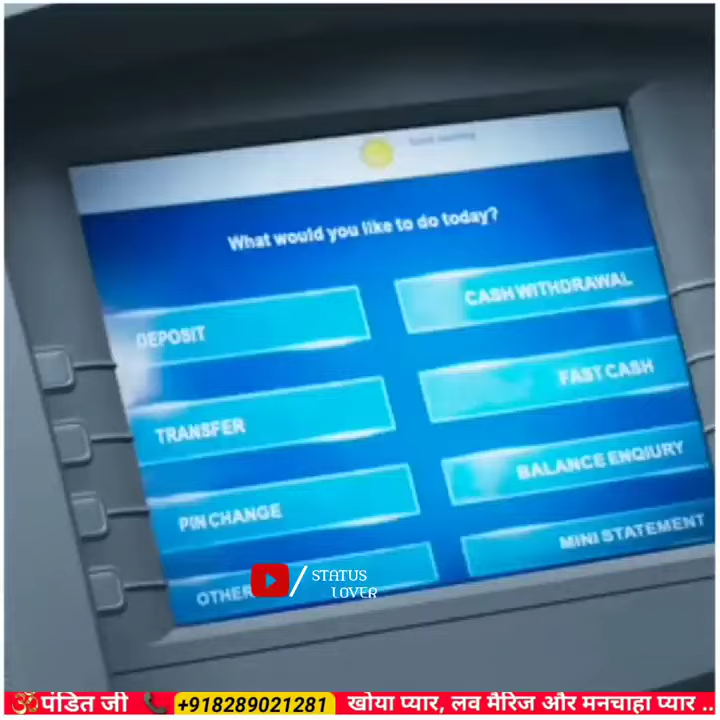 What would you like to do today?
DEPOSIT
CASH WITHDRAWAL
TRANSFER
FAST CASH
PIN CHANGE
BALANCE ENQIURY
OTHER
MINI STATEMENT
STATUS
LOVER
ॐ पंडित जी +918289021281 खोया प्यार, लव मैरिज और मनचाहा प्यार ..